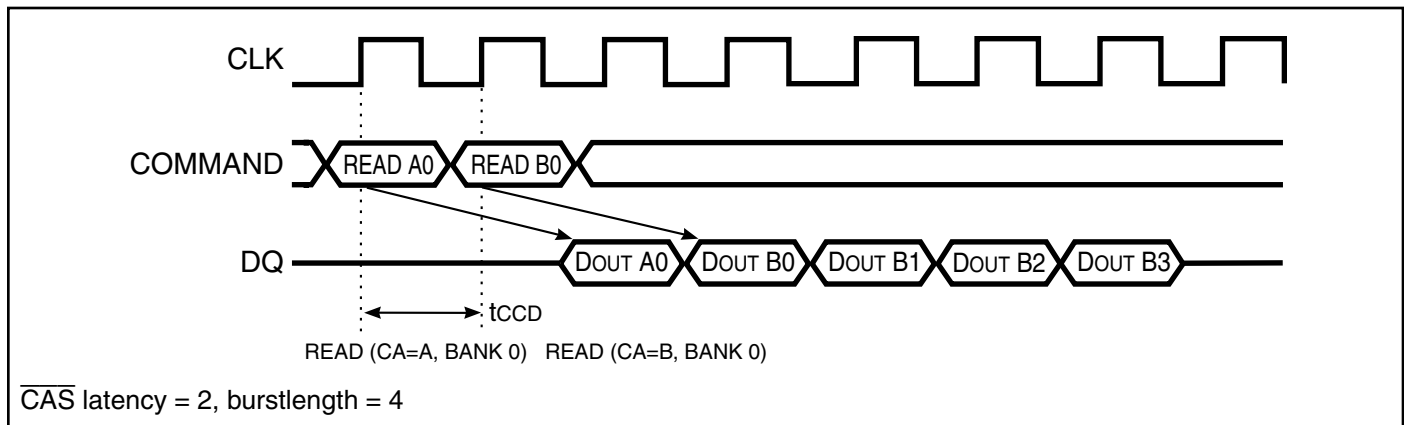 CLK
COMMAND READ A0 READ B0
DQ DOUT A0 DOUT B0 DOUT B1 DOUT B2 DOUT B3
tCCD
READ (CA=A, BANK 0) READ (CA=B, BANK 0)
C̅A̅S̅ latency = 2, burstlength = 4